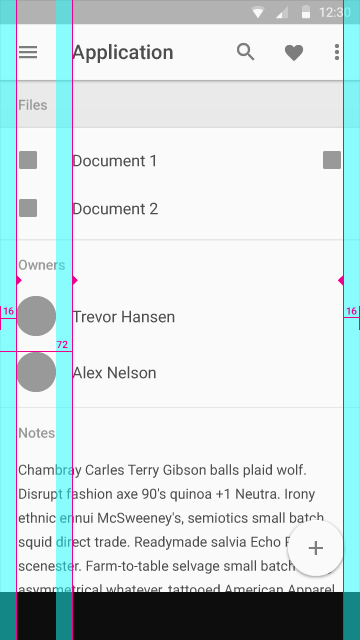 12:30
Application
Files
Document 1
Document 2
Owners
16
16
Trevor Hansen
72
Alex Nelson
Notes
Chambray Carles Terry Gibson balls plaid wolf.
Disrupt fashion axe 90's quinoa +1 Neutra. Irony
ethnic ennui McSweeney's, semiotics small batch
squid direct trade. Readymade salvia Echo
scenester. Farm-to-table selvage small batch
asymmetrical whatever, tattooed American Apparel